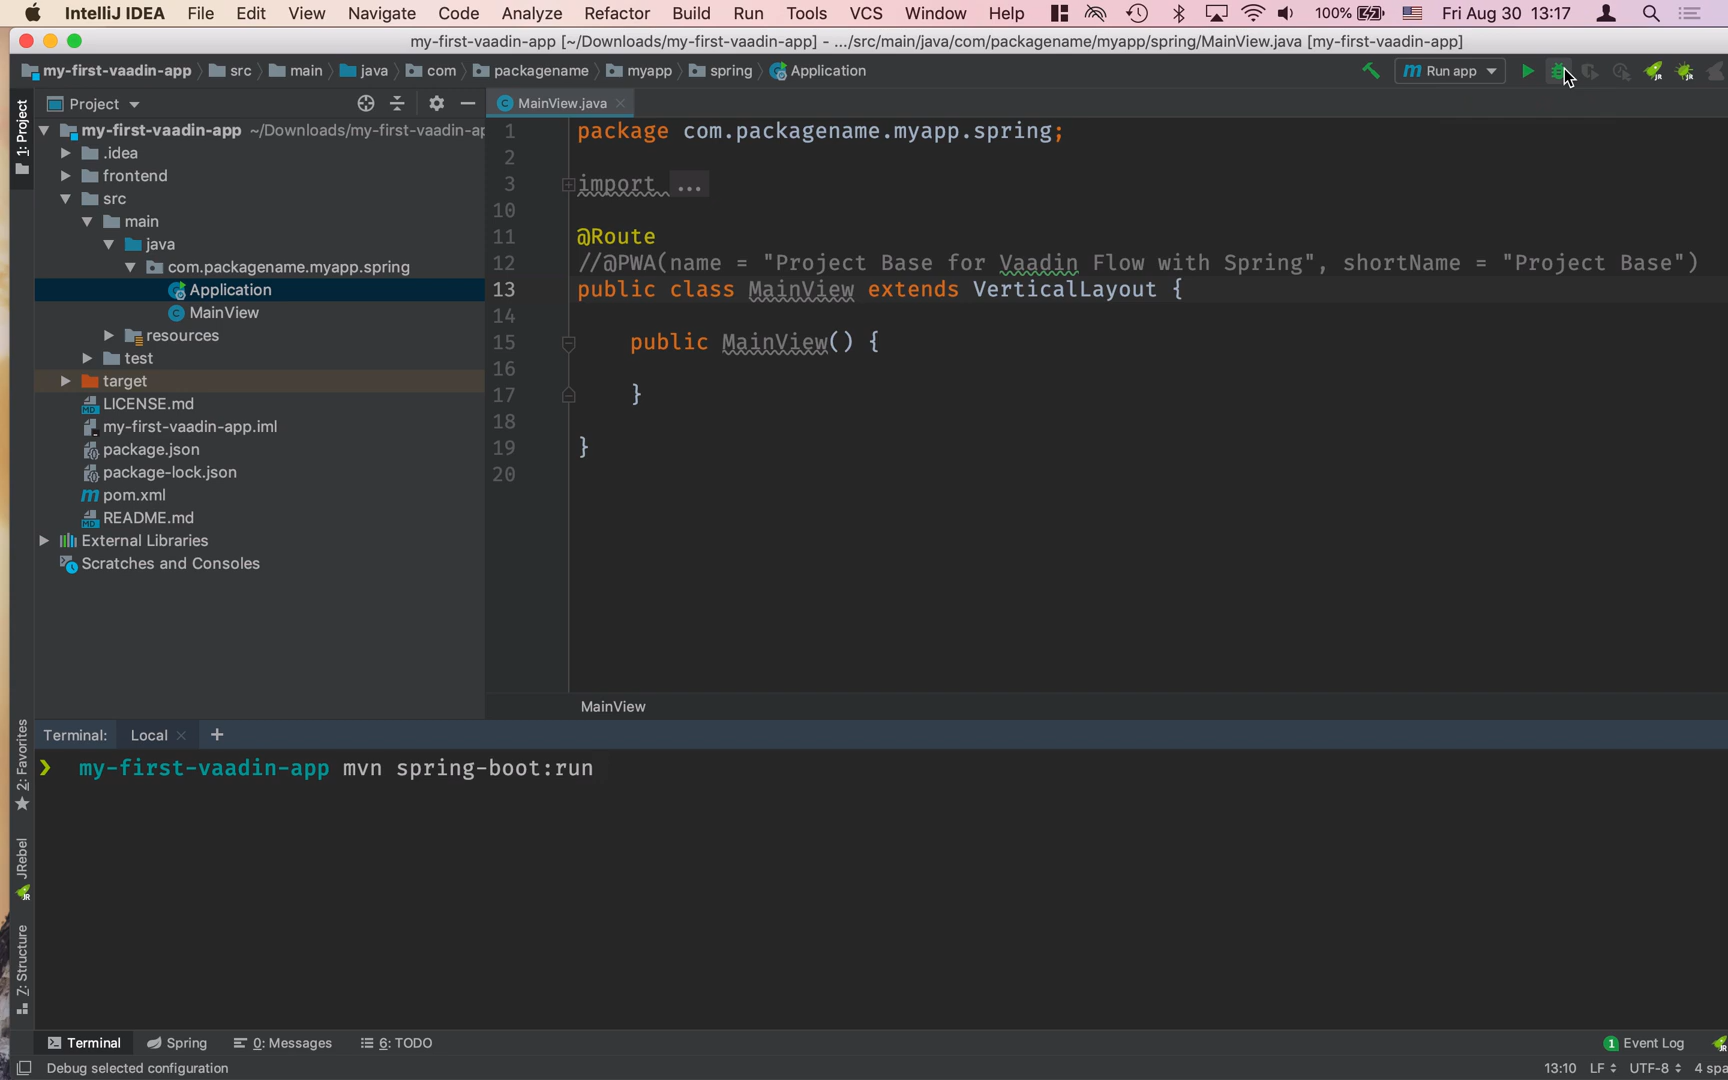 IntelliJ IDEA File Edit View Navigate Code Analyze Refactor Build Run Tools VCS Window Help 100% Fri Aug 30 13:17
my-first-vaadin-app [~/Downloads/my-first-vaadin-app] - .../src/main/java/com/packagename/myapp/spring/MainView.java [my-first-vaadin-app]
my-first-vaadin-app src main java com packagename myapp spring Application m Run app
Project MainView.java
1: Project
my-first-vaadin-app ~/Downloads/my-first-vaadin-ap
.idea
frontend
src
main
java
com.packagename.myapp.spring
Application
MainView
resources
test
target
LICENSE.md
my-first-vaadin-app.iml
package.json
package-lock.json
pom.xml
README.md
External Libraries
Scratches and Consoles
1 package com.packagename.myapp.spring;
2
3 import ...
10
11 @Route
12 //@PWA(name = "Project Base for Vaadin Flow with Spring", shortName = "Project Base")
13 public class MainView extends VerticalLayout {
14
15 public MainView() {
16
17 }
18
19 }
20
MainView
2: Favorites
JRebel
Z: Structure
Terminal: Local +
❯ my-first-vaadin-app mvn spring-boot:run
Terminal Spring 0: Messages 6: TODO 1 Event Log
Debug selected configuration 13:10 LF UTF-8 4 spa